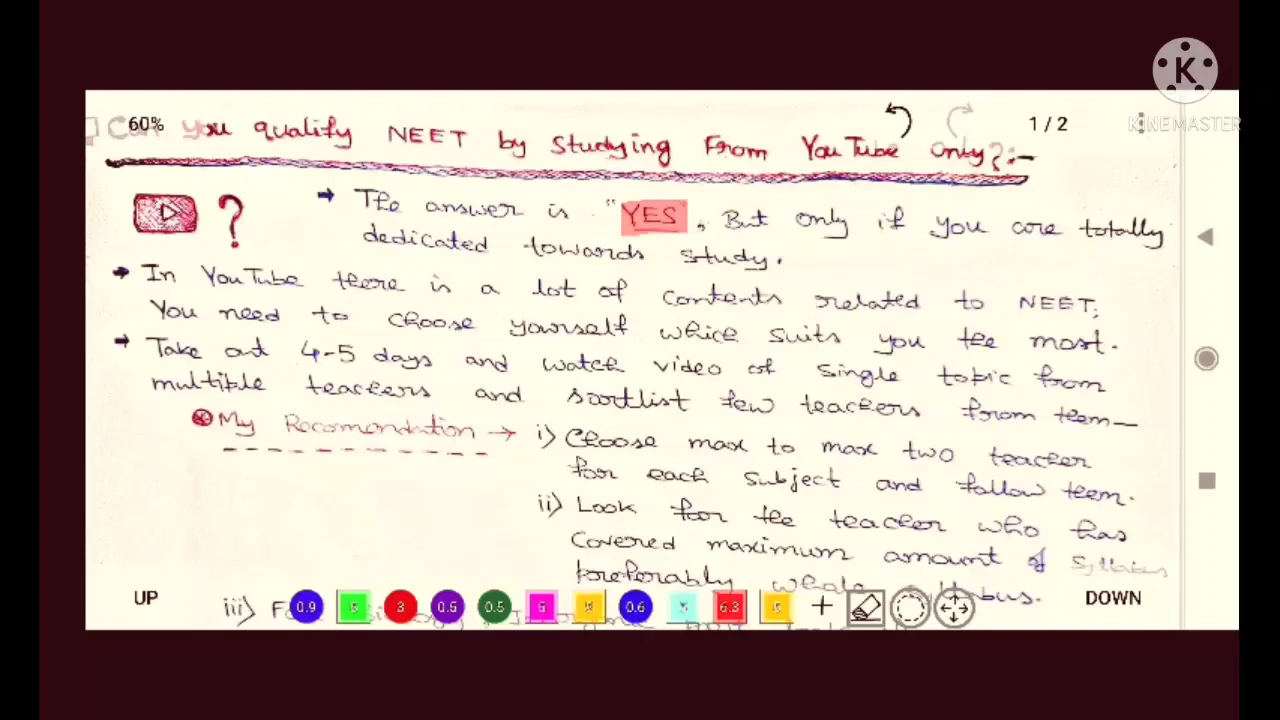 K
KINEMASTER
60%
1 / 2
Can you qualify NEET by Studying From YouTube Only?:-
?
→ The answer is "YES". But only if you are totally
dedicated towards study.
→ In YouTube there is a lot of contents related to NEET;
You need to choose yourself which suits you the most.
→ Take out 4-5 days and watch video of single topic from
multiple teachers and shortlist few teachers from them—
My Recomondation → i) Choose max to max two teacher
for each subject and follow them.
ii) Look for the teacher who has
Covered maximum amount of syllabus
preferably whole
UP
iii)
0.9 5 3 0.5 0.5 5 0.6 6.3 +
DOWN